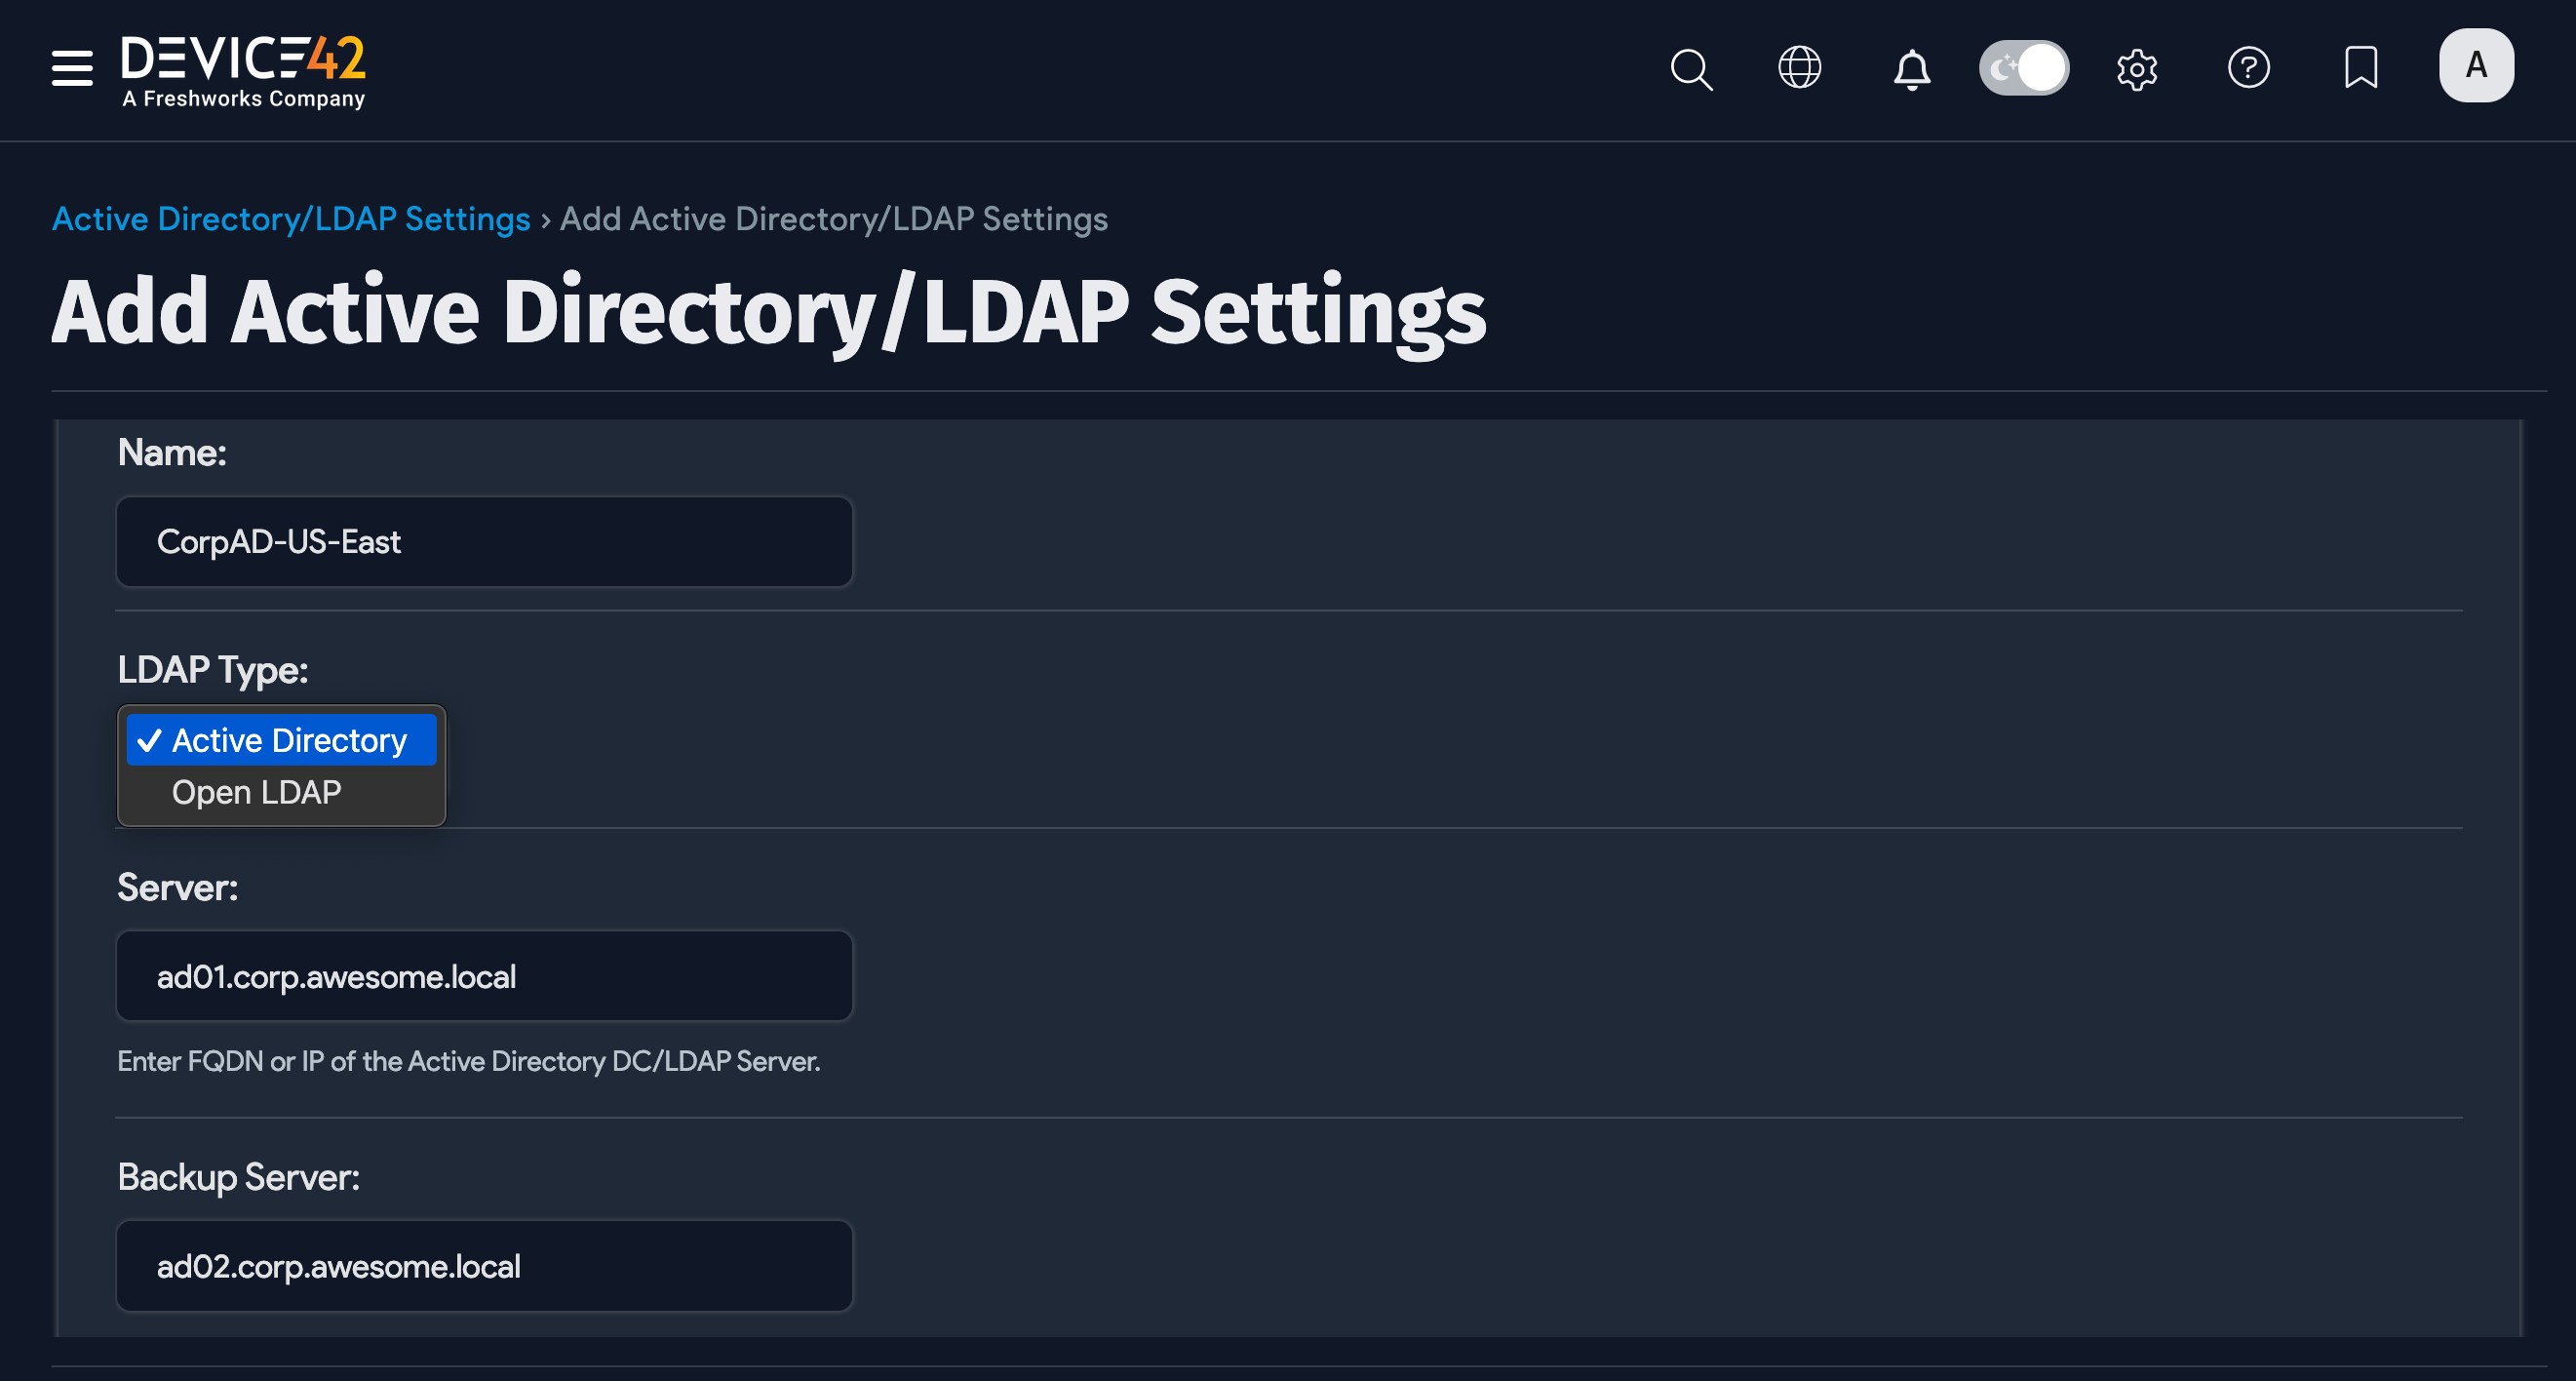 DEVICE42
A Freshworks Company
A
Active Directory/LDAP Settings › Add Active Directory/LDAP Settings
Add Active Directory/LDAP Settings
Name:
CorpAD-US-East
LDAP Type:
✓ Active Directory
Open LDAP
Server:
ad01.corp.awesome.local
Enter FQDN or IP of the Active Directory DC/LDAP Server.
Backup Server:
ad02.corp.awesome.local